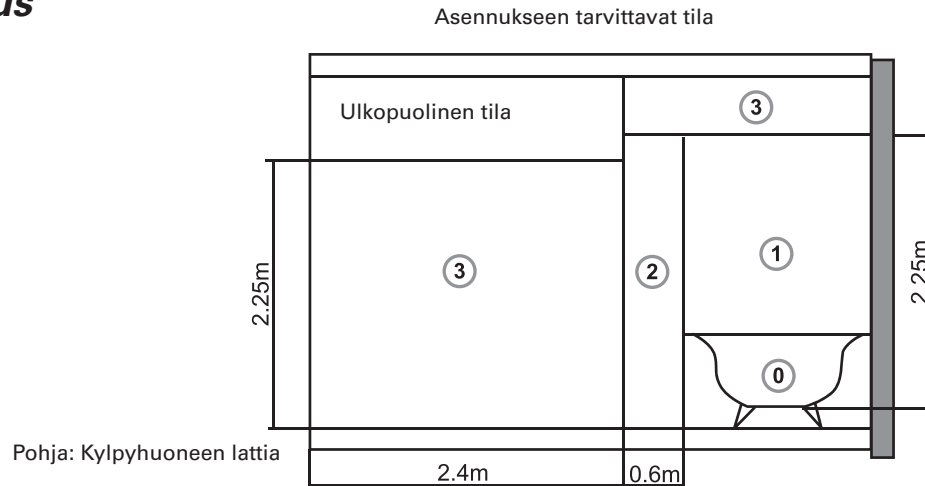 us
Asennukseen tarvittavat tila
Ulkopuolinen tila
3
1
3
2
2.25m
2.25m
0
Pohja: Kylpyhuoneen lattia
2.4m
0.6m